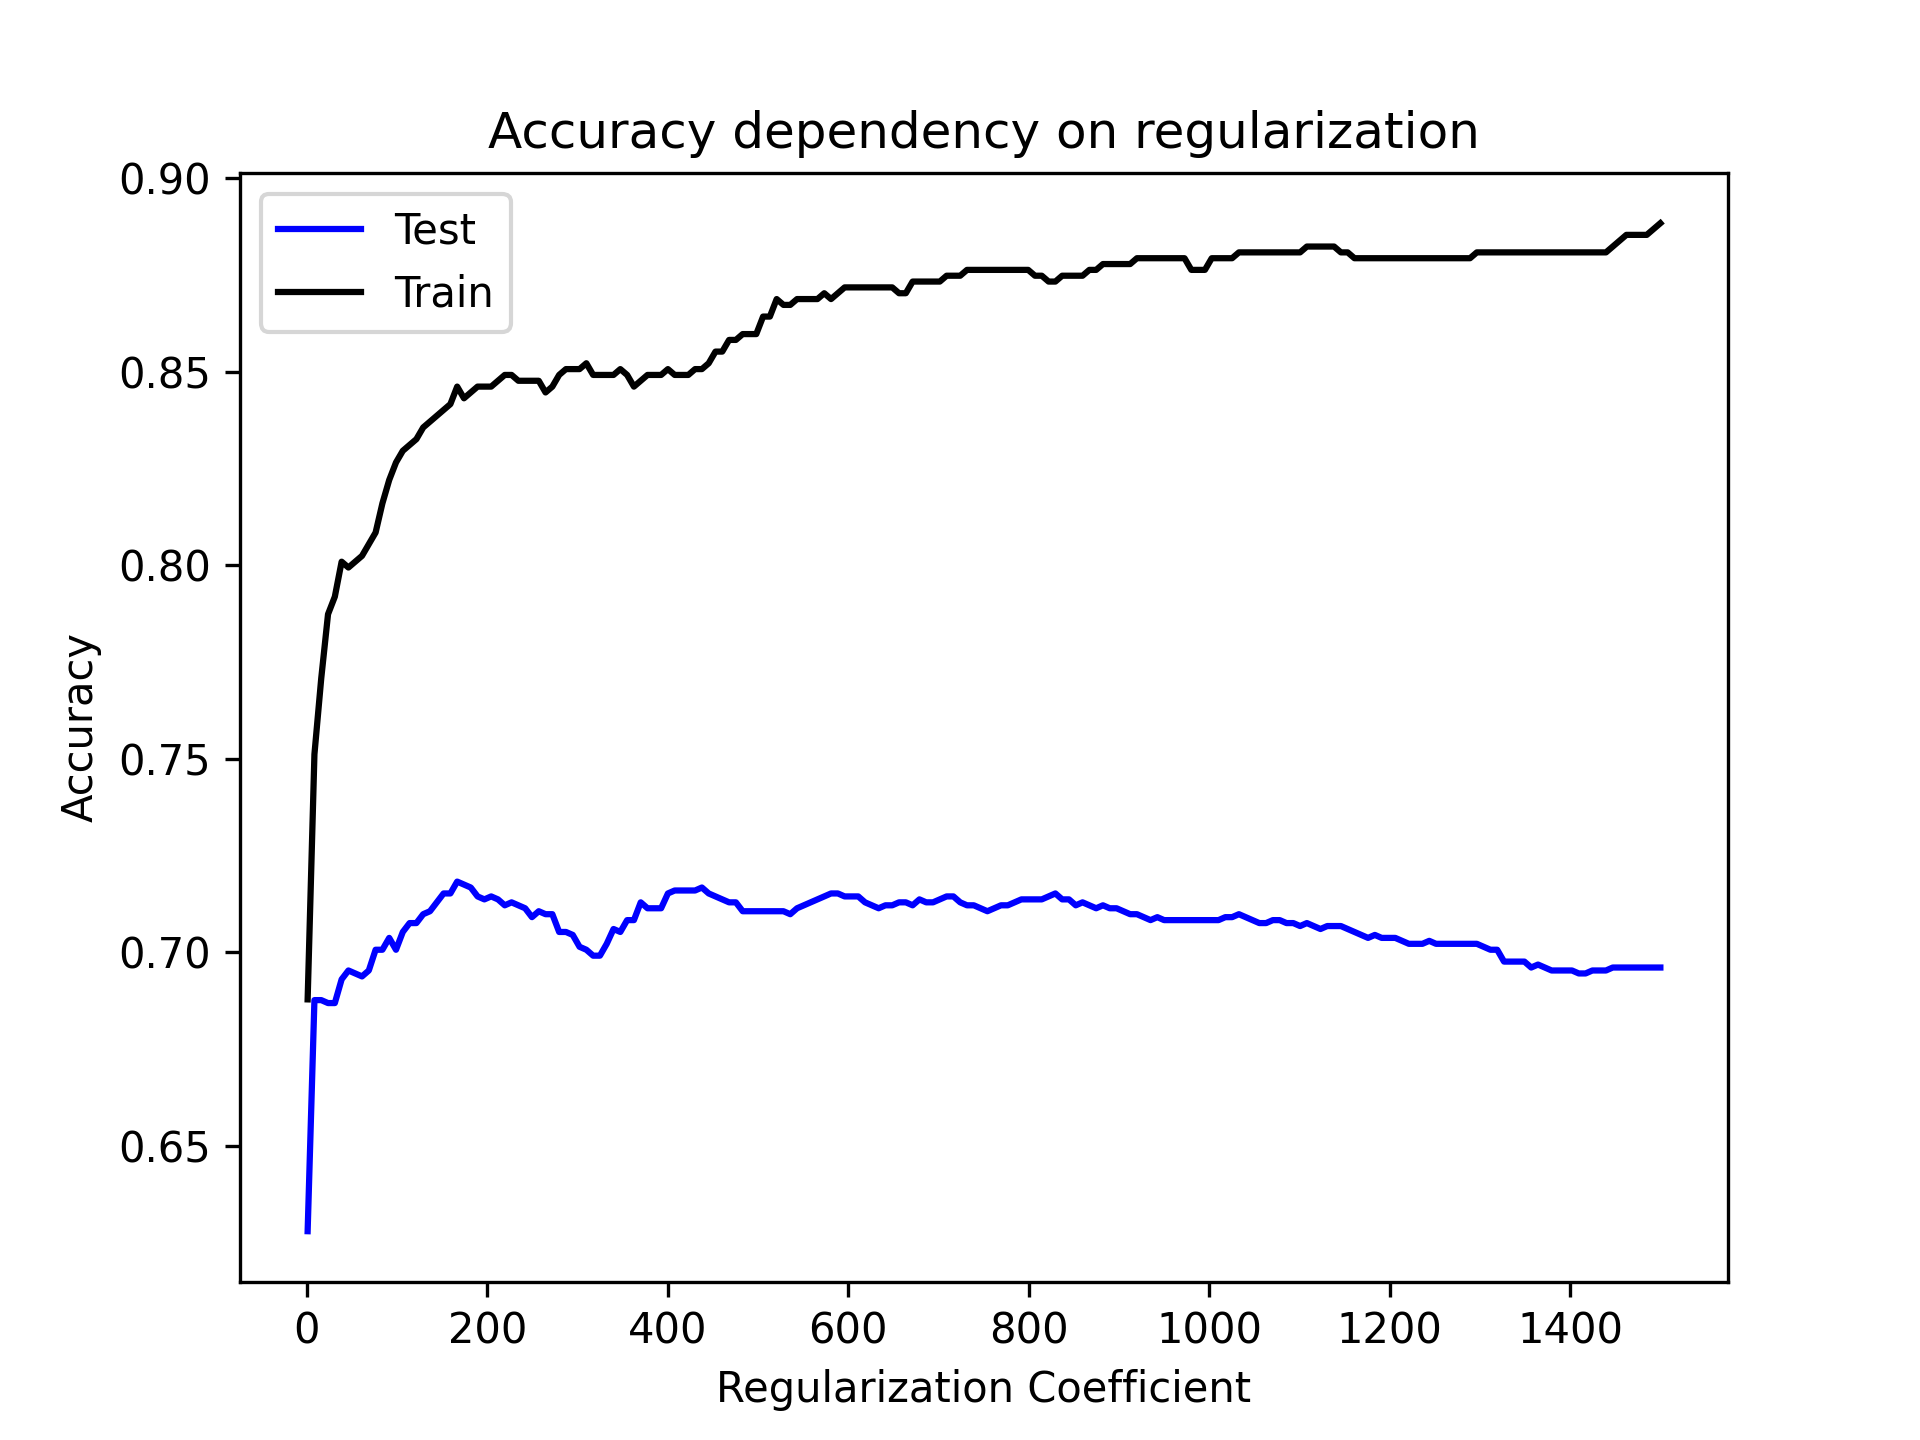 Accuracy dependency on regularization
0.90
0.85
0.80
0.75
0.70
0.65
Accuracy
Test
Train
0 200 400 600 800 1000 1200 1400
Regularization Coefficient